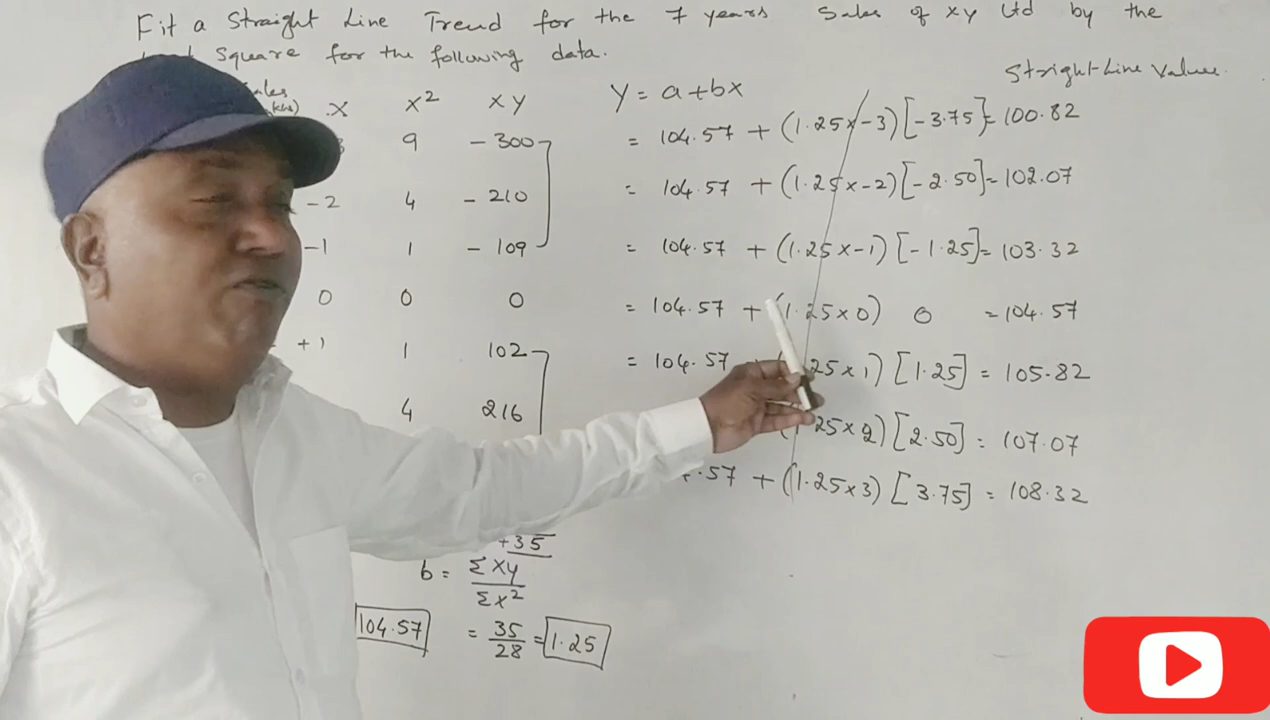 Fit a Straight Line Trend for the 7 years Sales of xy Ltd by the
Square for the following data.
Straight-Line Values.
X X² XY Y = a+bx
9 - 300 = 104.57 + (1.25x-3) [-3.75] = 100.82
-2 4 - 210 = 104.57 + (1.25x-2) [-2.50] = 102.07
-1 1 - 109 = 104.57 + (1.25x-1) [-1.25] = 103.32
0 0 0 = 104.57 + (1.25x0) 0 = 104.57
+1 1 102 = 104.57 25x1) [1.25] = 105.82
4 216 (1.25x2) [2.50] = 107.07
.57 + (1.25x3) [3.75] = 108.32
+35
b = ΣXY
ΣX²
104.57 = 35/28 = 1.25